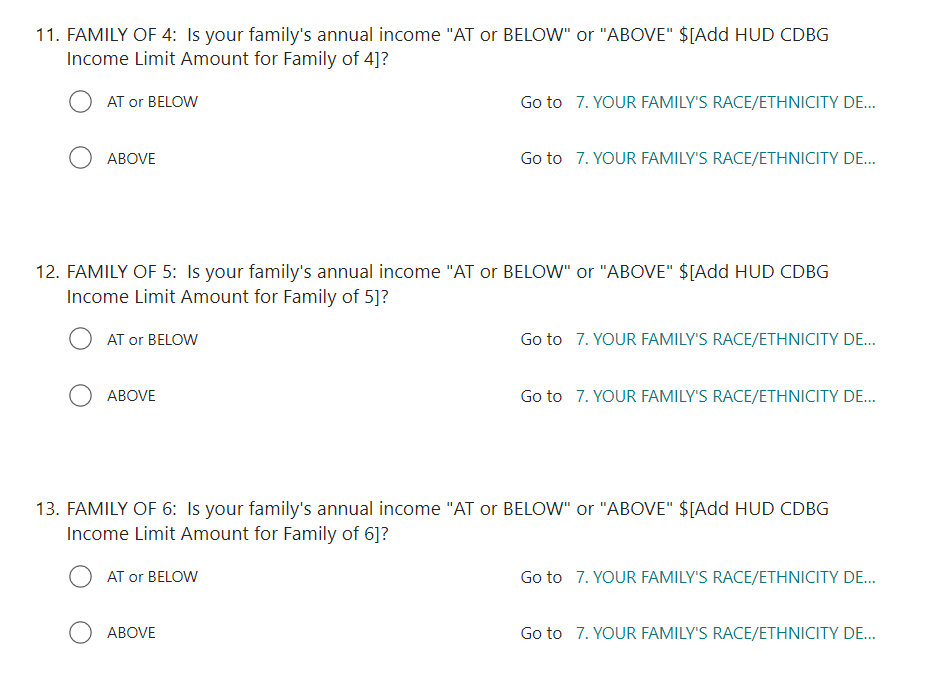 11. FAMILY OF 4:  Is your family's annual income "AT or BELOW" or "ABOVE" $[Add HUD CDBG
Income Limit Amount for Family of 4]?
AT or BELOW Go to 7. YOUR FAMILY'S RACE/ETHNICITY DE...
ABOVE Go to 7. YOUR FAMILY'S RACE/ETHNICITY DE...
12. FAMILY OF 5:  Is your family's annual income "AT or BELOW" or "ABOVE" $[Add HUD CDBG
Income Limit Amount for Family of 5]?
AT or BELOW Go to 7. YOUR FAMILY'S RACE/ETHNICITY DE...
ABOVE Go to 7. YOUR FAMILY'S RACE/ETHNICITY DE...
13. FAMILY OF 6:  Is your family's annual income "AT or BELOW" or "ABOVE" $[Add HUD CDBG
Income Limit Amount for Family of 6]?
AT or BELOW Go to 7. YOUR FAMILY'S RACE/ETHNICITY DE...
ABOVE Go to 7. YOUR FAMILY'S RACE/ETHNICITY DE...